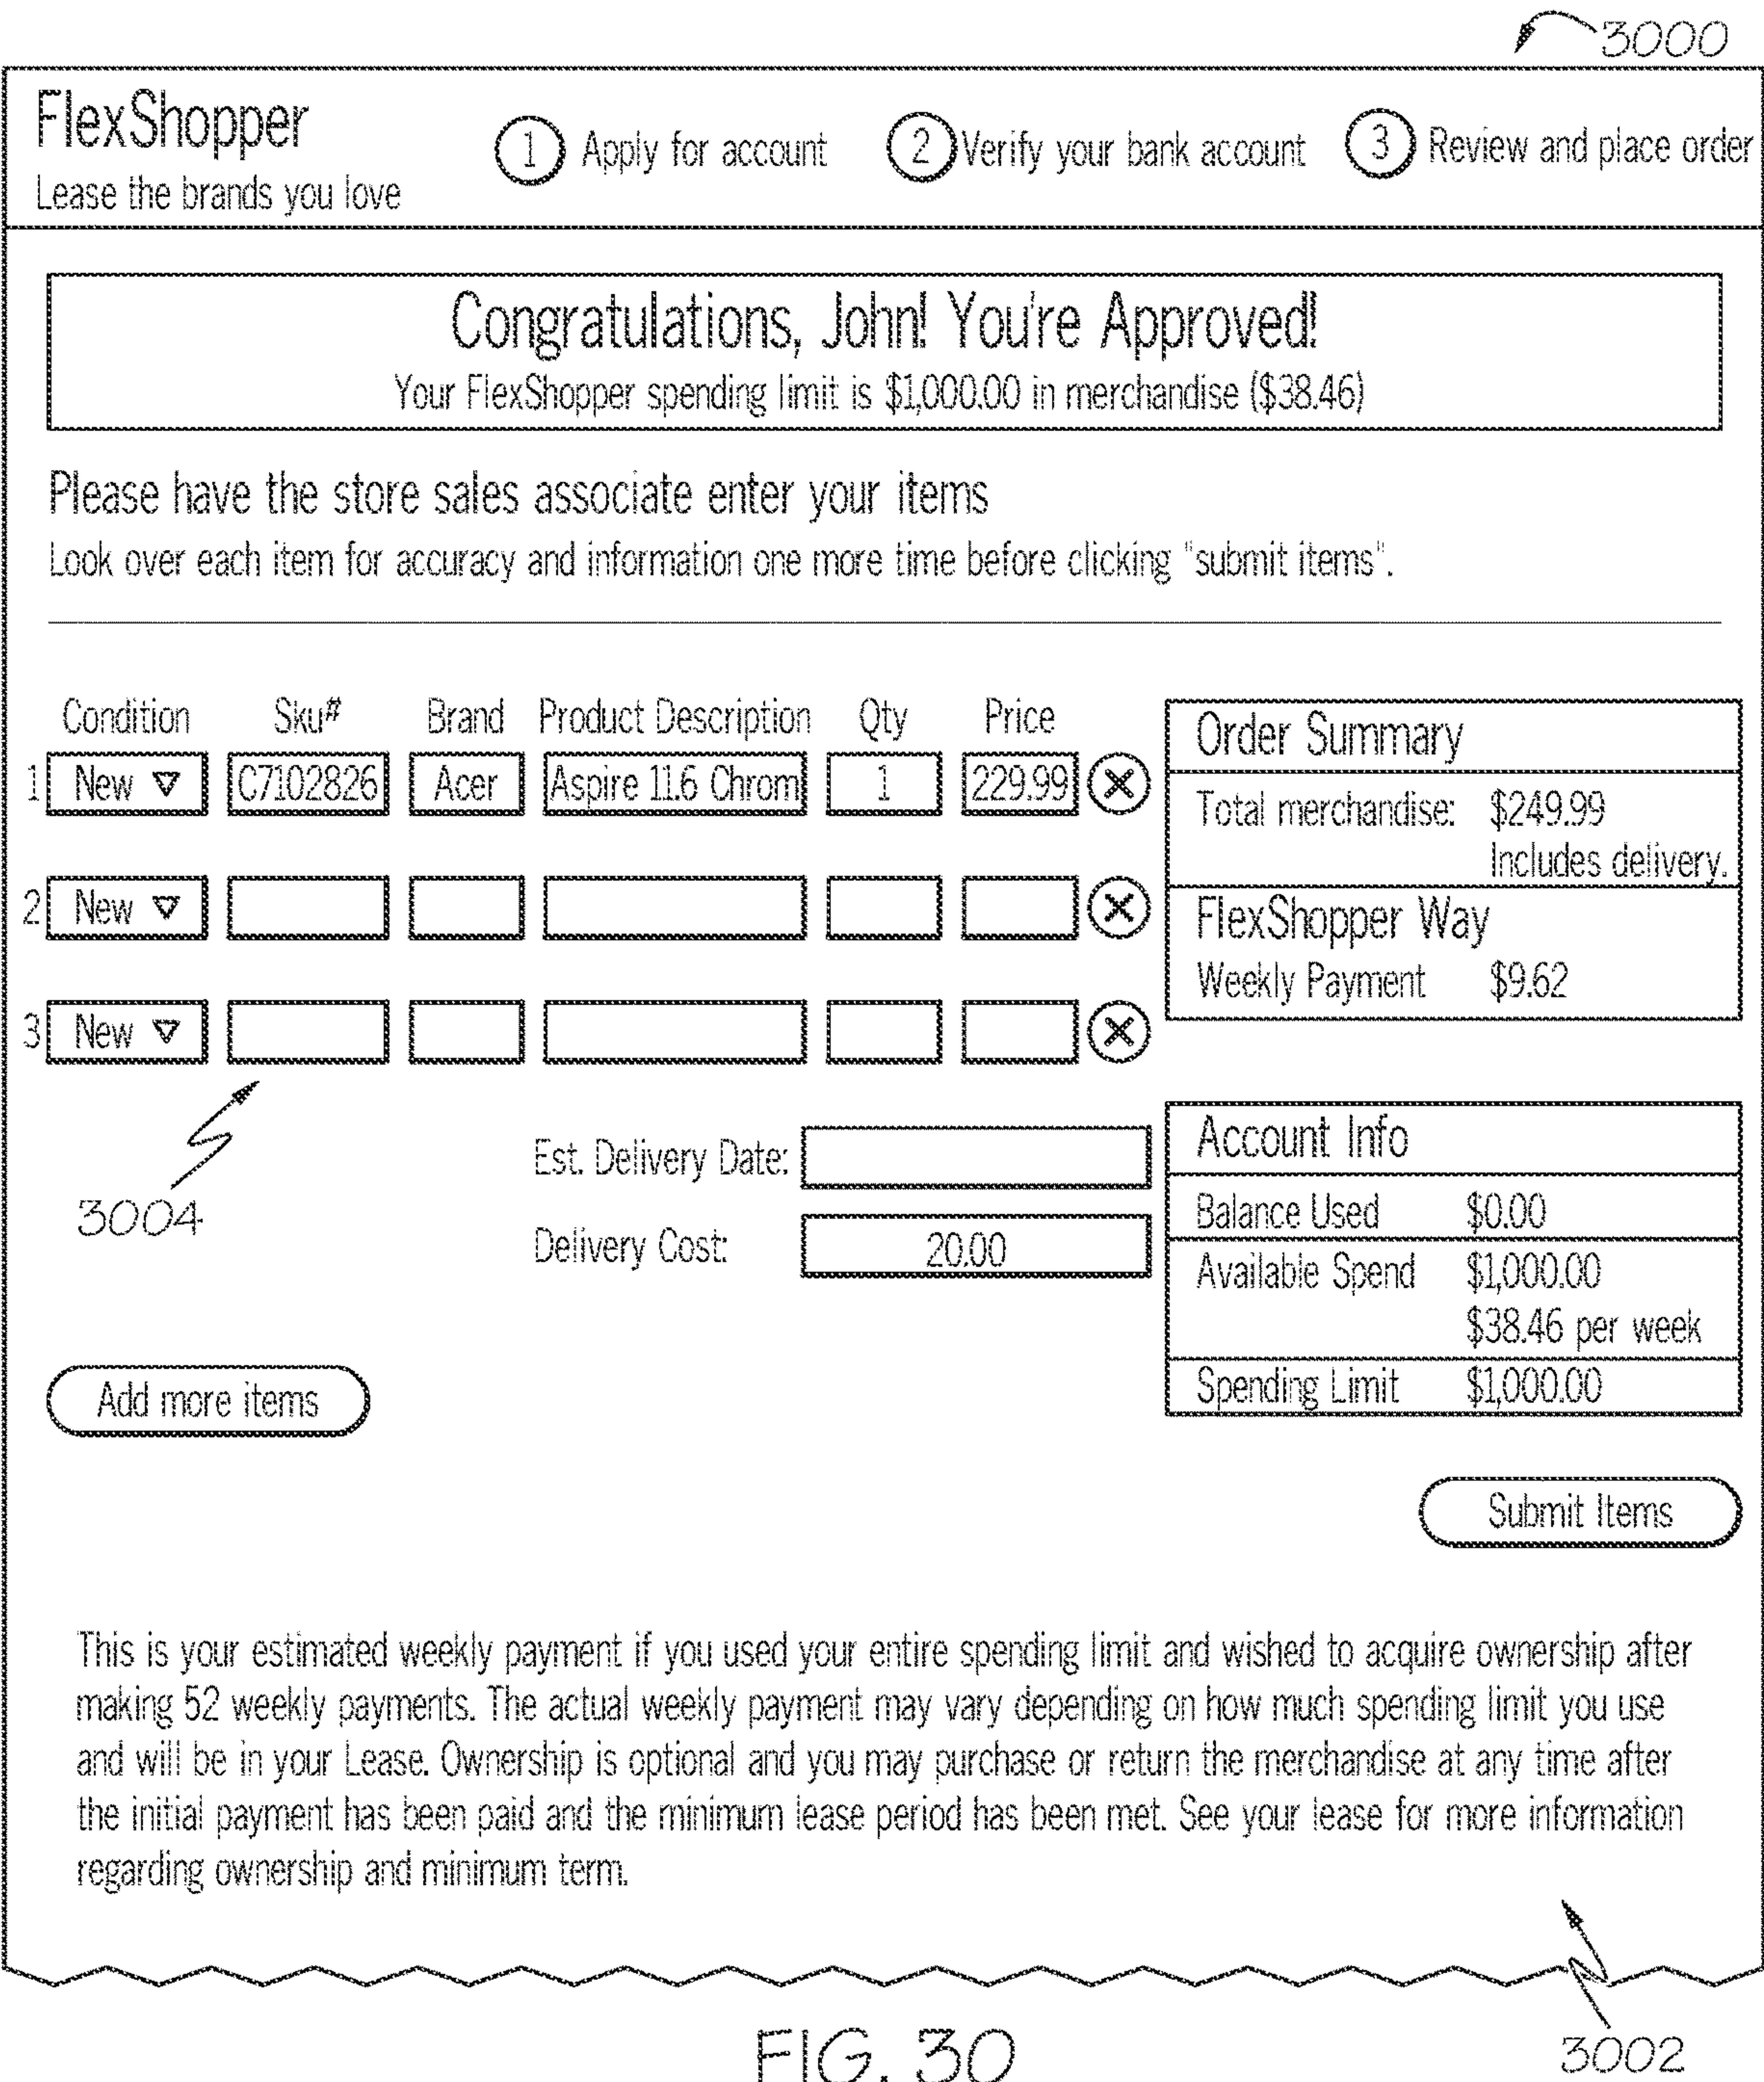 3000
FlexShopper
Lease the brands you love
1 Apply for account 2 Verify your bank account 3 Review and place order
Congratulations, John! You're Approved!
Your FlexShopper spending limit is $1,000.00 in merchandise ($38.46)
Please have the store sales associate enter your items
Look over each item for accuracy and information one more time before clicking "submit items".
Condition Sku# Brand Product Description Qty Price
1 New C7102826 Acer Aspire 11.6 Chrom 1 229.99 X
2 New X
3 New X
3004
Est. Delivery Date:
Delivery Cost: 20.00
Add more items
Order Summary
Total merchandise: $249.99
Includes delivery.
FlexShopper Way
Weekly Payment $9.62
Account Info
Balance Used $0.00
Available Spend $1,000.00
$38.46 per week
Spending Limit $1,000.00
Submit Items
This is your estimated weekly payment if you used your entire spending limit and wished to acquire ownership after
making 52 weekly payments. The actual weekly payment may vary depending on how much spending limit you use
and will be in your Lease. Ownership is optional and you may purchase or return the merchandise at any time after
the initial payment has been paid and the minimum lease period has been met. See your lease for more information
regarding ownership and minimum term.
3002
FIG. 30